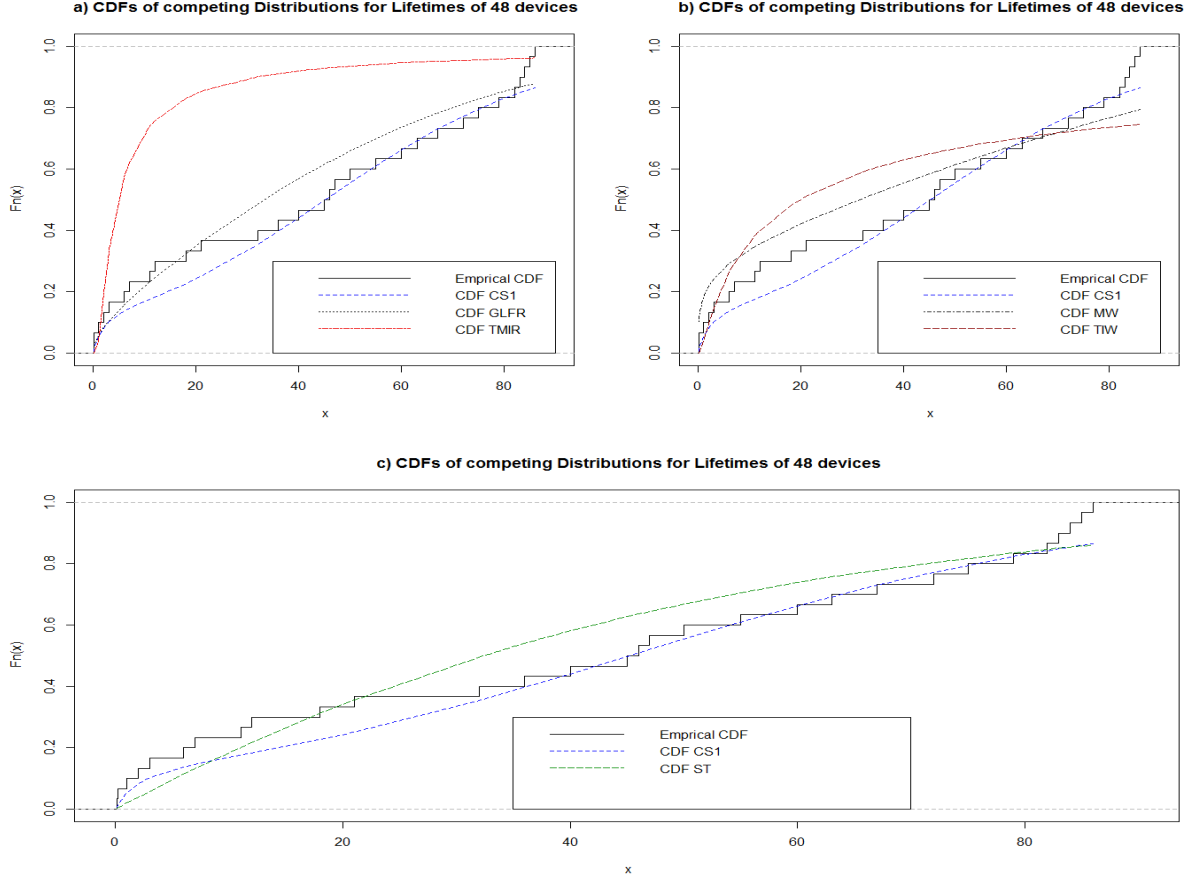 a) CDFs of competing Distributions for Lifetimes of 48 devices
Fn(x)
0.0
0.2
0.4
0.6
0.8
1.0
0 20 40 60 80
x
Emprical CDF
CDF CS1
CDF GLFR
CDF TMIR
b) CDFs of competing Distributions for Lifetimes of 48 devices
Fn(x)
0.0
0.2
0.4
0.6
0.8
1.0
0 20 40 60 80
x
Emprical CDF
CDF CS1
CDF MW
CDF TIW
c) CDFs of competing Distributions for Lifetimes of 48 devices
Fn(x)
0.0
0.2
0.4
0.6
0.8
1.0
0 20 40 60 80
x
Emprical CDF
CDF CS1
CDF ST